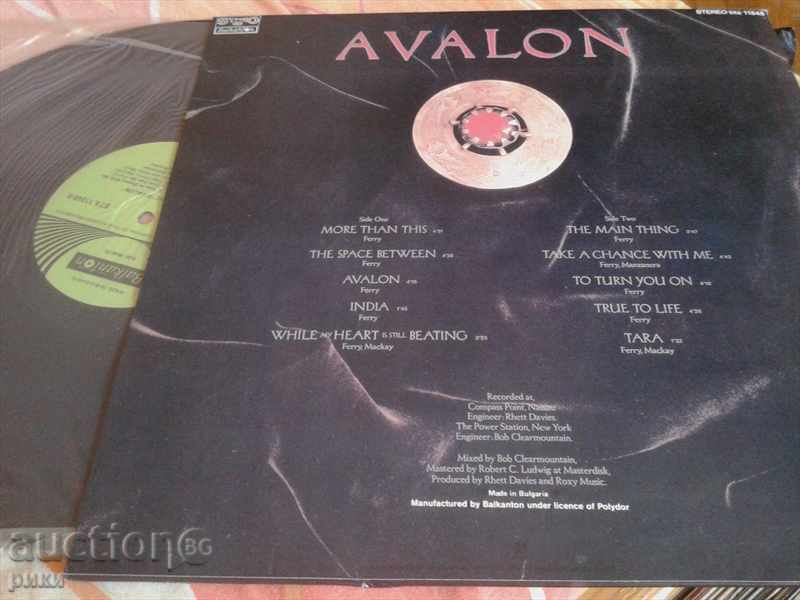 STEREO
AVALON
Side One
MORE THAN THIS
Ferry
THE SPACE BETWEEN
Ferry
AVALON 4'15
Ferry
INDIA
Ferry
WHILE MY HEART IS STILL BEATING
Ferry, Mackay
Side Two
THE MAIN THING
Ferry
TAKE A CHANCE WITH ME
Ferry, Manzanera
TO TURN YOU ON
Ferry
TRUE TO LIFE
Ferry
TARA
Ferry, Mackay
Recorded at,
Compass Point, Nassau
Engineer: Rhett Davies.
The Power Station, New York
Engineer: Bob Clearmountain.
Mixed by Bob Clearmountain,
Mastered by Robert C. Ludwig at Masterdisk,
Produced by Rhett Davies and Roxy Music.
Made in Bulgaria
Manufactured by Balkanton under licence of Polydor
Balkanton
auction BG
рики